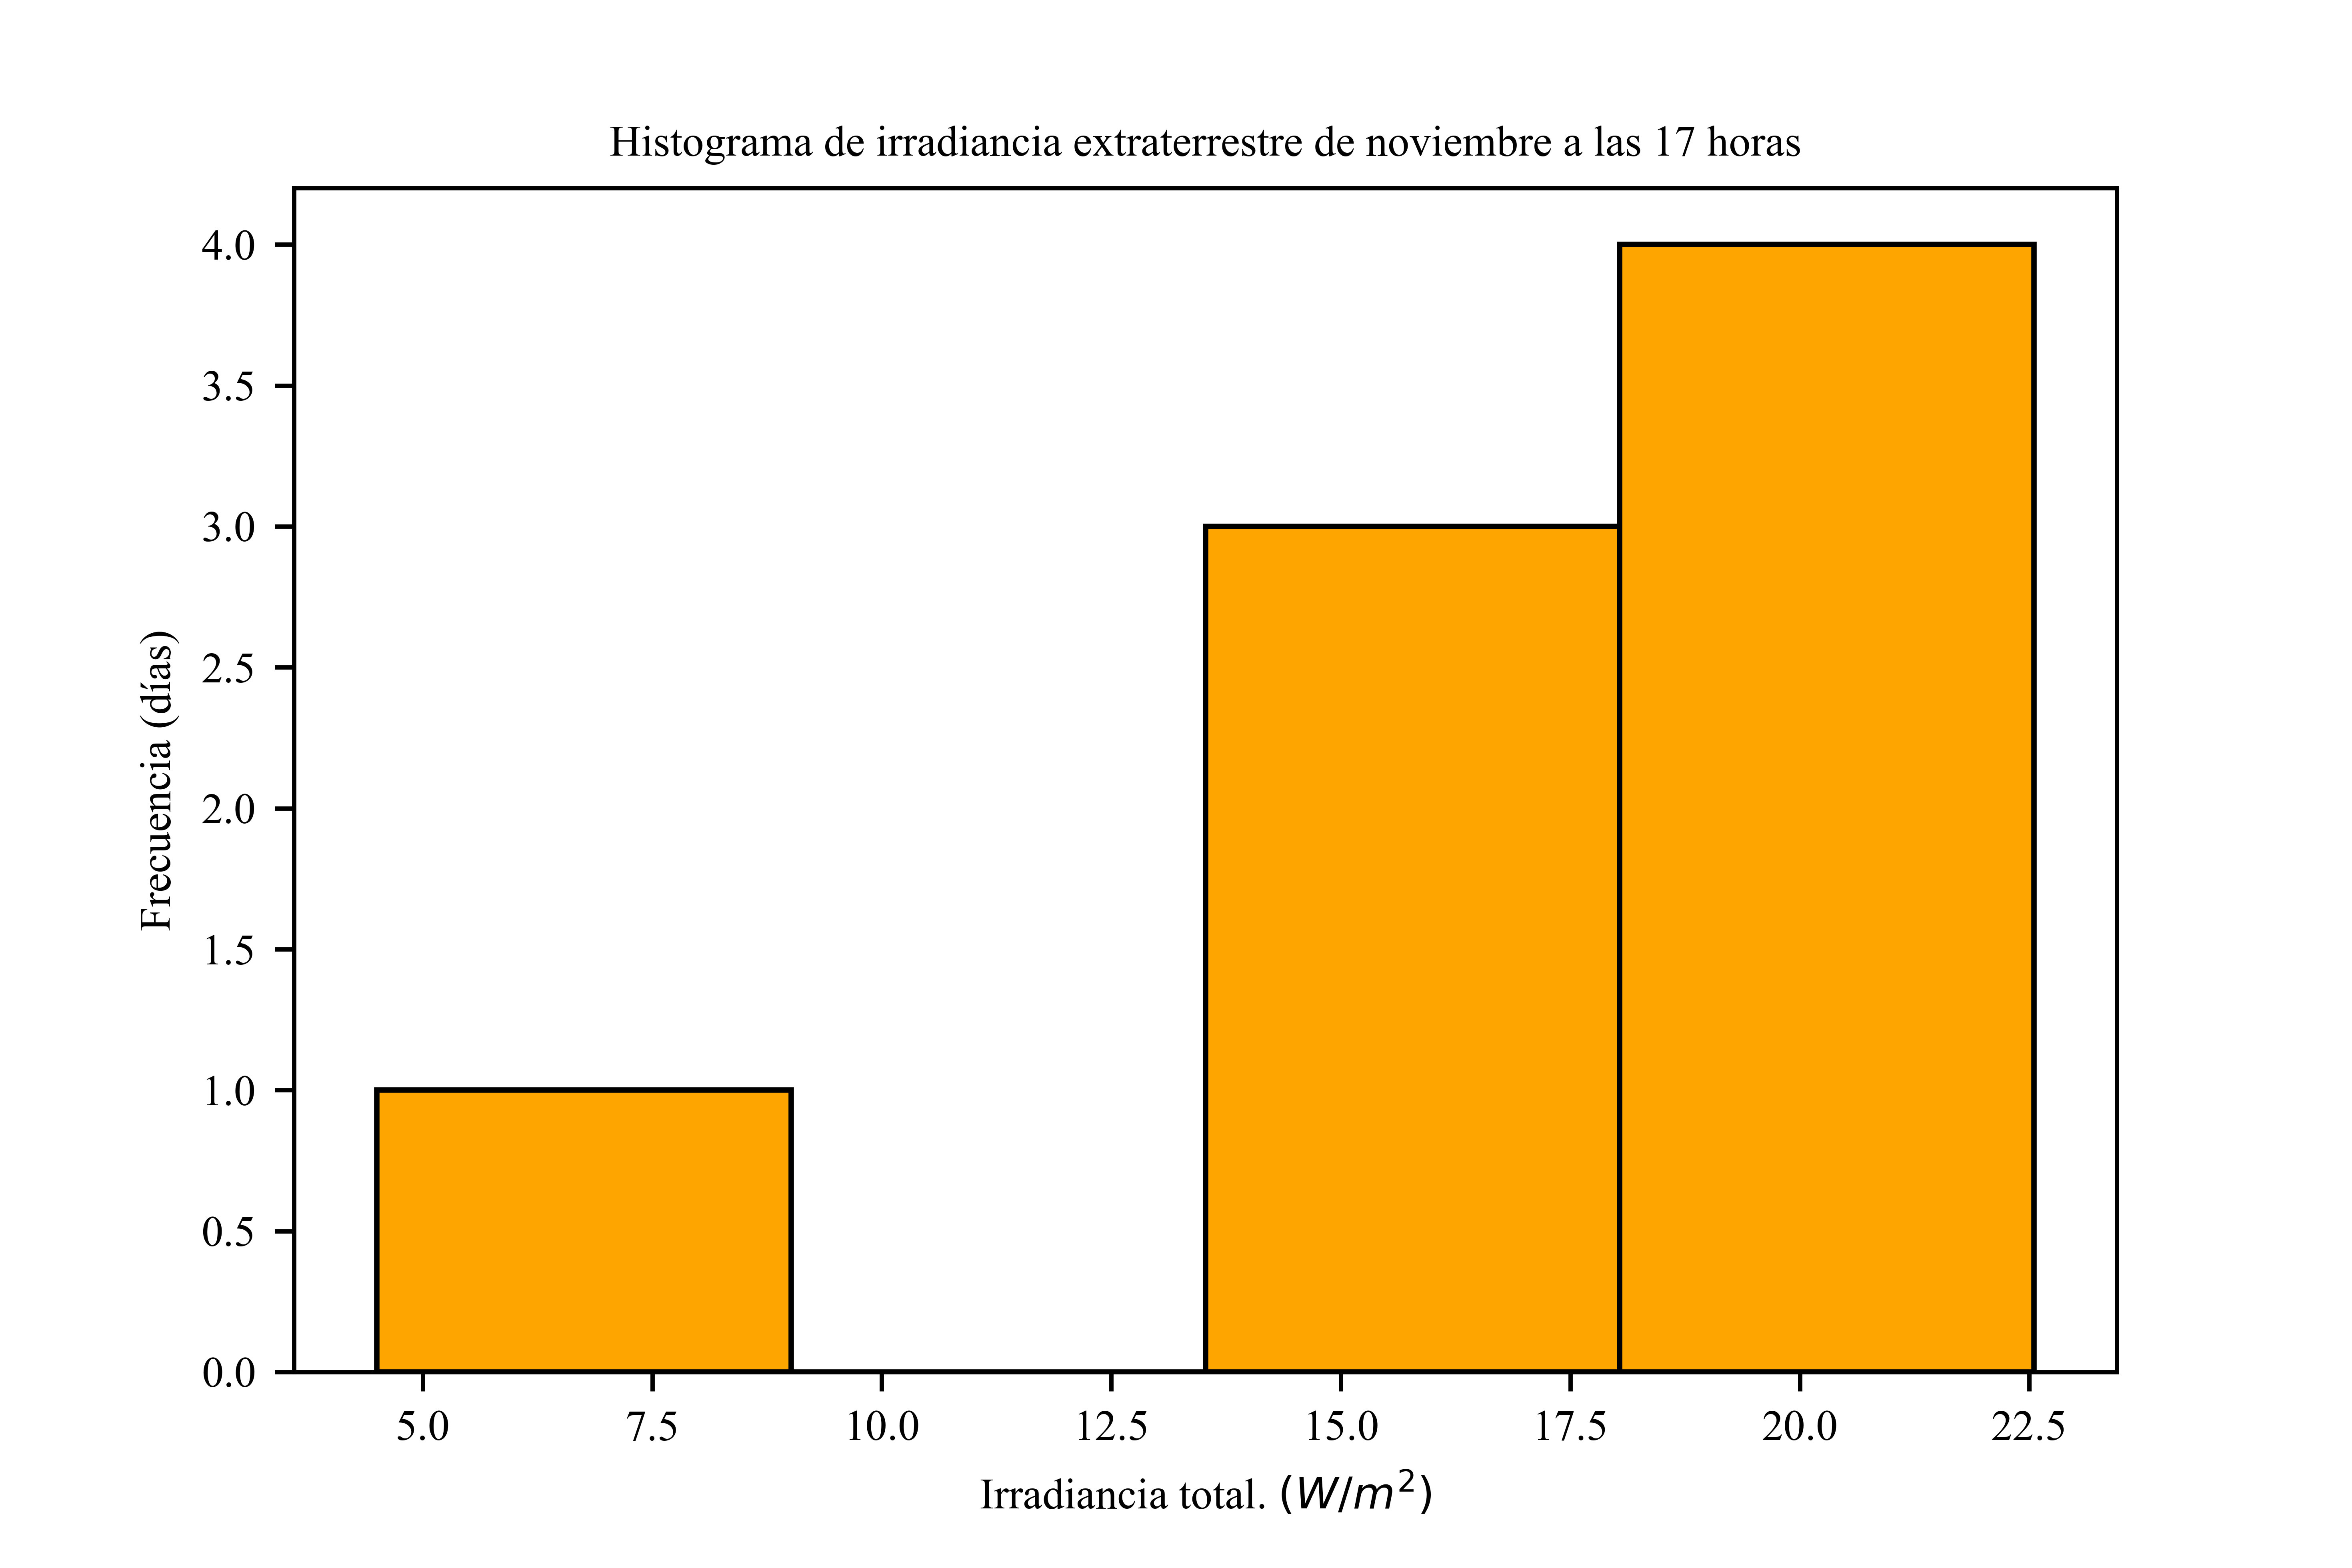 Histograma de irradiancia extraterrestre de noviembre a las 17 horas
4.0
3.5
3.0
2.5
2.0
1.5
1.0
0.5
0.0
Frecuencia (días)
5.0 7.5 10.0 12.5 15.0 17.5 20.0 22.5
Irradiancia total. (W/m²)